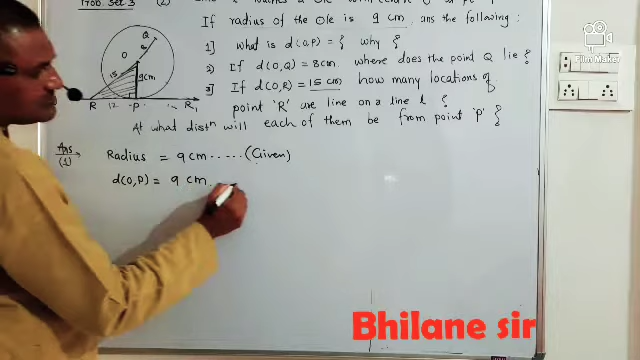 Prob Set 3
If radius of the ⊙le is 9 cm, ans the following:
1] what is d(O,P) = ? why ?
2) If d(O,Q) = 8cm. where does the point Q lie ?
3] If d(O,R) = 15 cm how many locations of
point 'R' are line on a line l ?
At what distⁿ will each of them be from point 'P' ?
Q
O
15
9cm
R 12 P R₁
Ans
(1)
Radius = 9 cm ..... (Given)
d(O,P) = 9 cm.
Film Maker
Bhilane sir